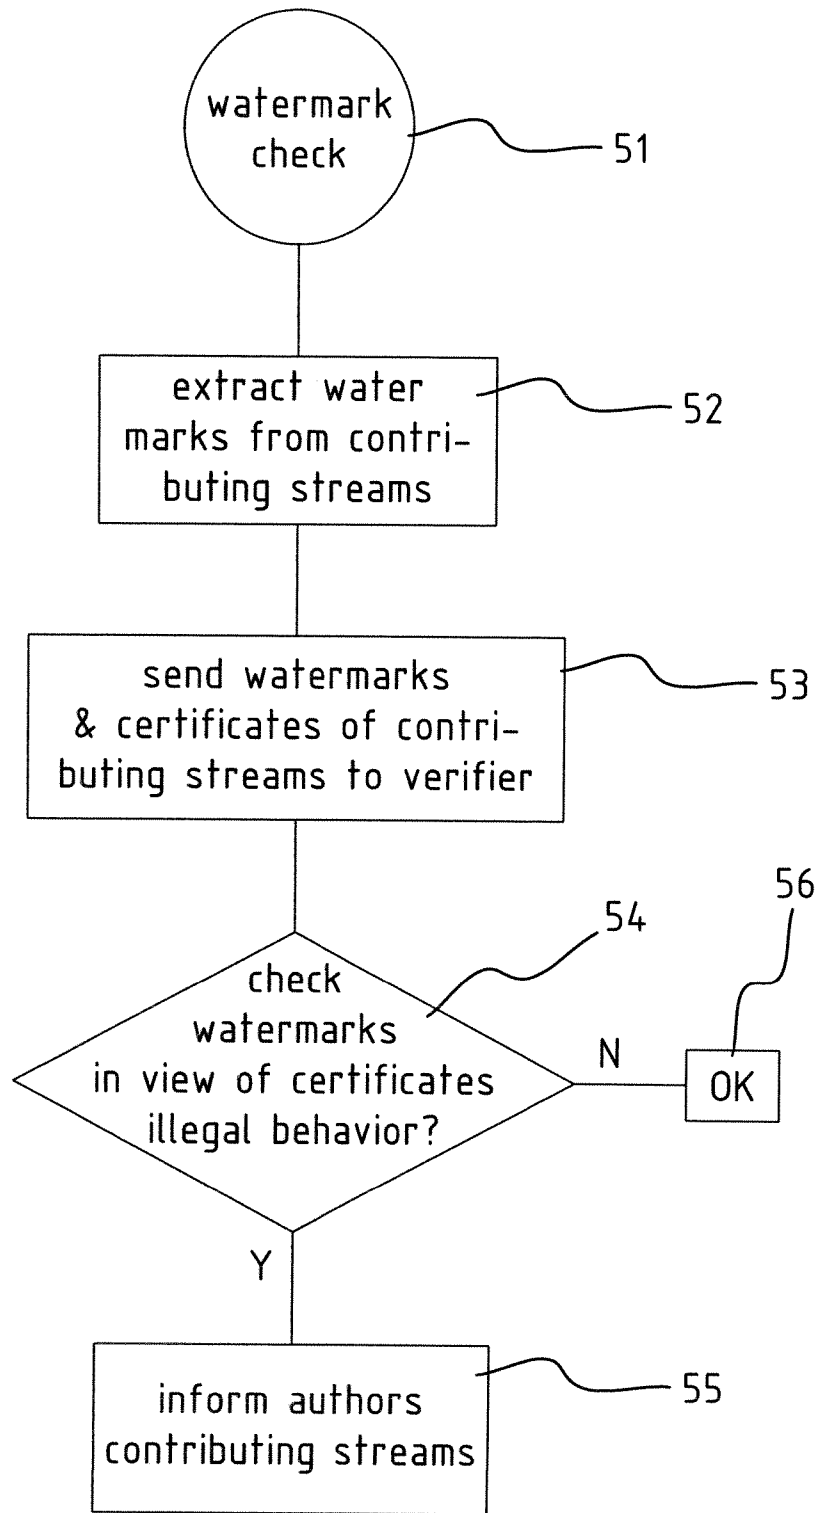 watermark
check
51
extract water
marks from contri-
buting streams
52
send watermarks
& certificates of contri-
buting streams to verifier
53
54
56
check
watermarks
in view of certificates
illegal behavior?
N
OK
Y
inform authors
contributing streams
55